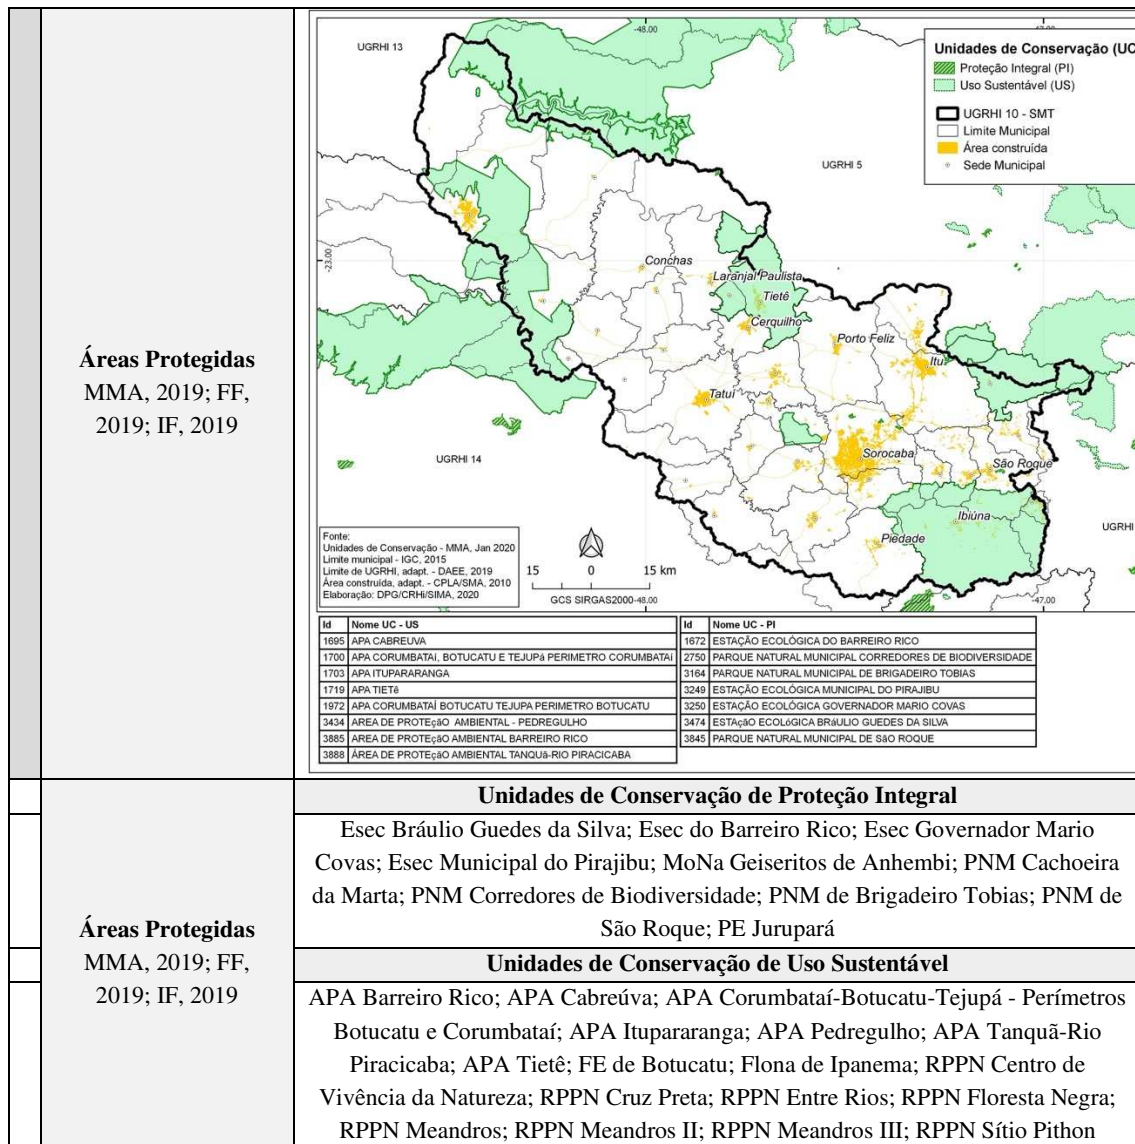 Áreas Protegidas
MMA, 2019; FF,
2019; IF, 2019
UGRHI 13
-48.00
-47.00
Unidades de Conservação (UC
Proteção Integral (PI)
Uso Sustentável (US)
UGRHI 10 - SMT
Limite Municipal
Área construída
Sede Municipal
UGRHI 5
-23.00
Conchas
Laranjal Paulista
Tietê
Cerquilho
Porto Feliz
Itu
Tatuí
Sorocaba
São Roque
UGRHI 14
Ibiúna
UGRHI
Piedade
Fonte:
Unidades de Conservação - MMA, Jan 2020
Limite municipal - IGC, 2015
Limite de UGRHI, adapt. - DAEE, 2019
Área construída, adapt. - CPLA/SMA, 2010
Elaboração: DPG/CRHi/SIMA, 2020
15 0 15 km
GCS SIRGAS2000
-48.00
-47.00
Id Nome UC - US
1695 APA CABREUVA
1700 APA CORUMBATAí, BOTUCATU E TEJUPá PERIMETRO CORUMBATAí
1703 APA ITUPARARANGA
1719 APA TIETê
1972 APA CORUMBATAÍ BOTUCATU TEJUPA PERIMETRO BOTUCATU
3434 AREA DE PROTEçãO AMBIENTAL - PEDREGULHO
3885 AREA DE PROTEçãO AMBIENTAL BARREIRO RICO
3888 ÁREA DE PROTEçãO AMBIENTAL TANQUã-RIO PIRACICABA
Id Nome UC - PI
1672 ESTAÇÃO ECOLÓGICA DO BARREIRO RICO
2750 PARQUE NATURAL MUNICIPAL CORREDORES DE BIODIVERSIDADE
3164 PARQUE NATURAL MUNICIPAL DE BRIGADEIRO TOBIAS
3249 ESTAÇÃO ECOLÓGICA MUNICIPAL DO PIRAJIBU
3250 ESTAÇÃO ECOLÓGICA GOVERNADOR MARIO COVAS
3474 ESTAçãO ECOLóGICA BRáULIO GUEDES DA SILVA
3845 PARQUE NATURAL MUNICIPAL DE SãO ROQUE
Áreas Protegidas
MMA, 2019; FF,
2019; IF, 2019
Unidades de Conservação de Proteção Integral
Esec Bráulio Guedes da Silva; Esec do Barreiro Rico; Esec Governador Mario
Covas; Esec Municipal do Pirajibu; MoNa Geiseritos de Anhembi; PNM Cachoeira
da Marta; PNM Corredores de Biodiversidade; PNM de Brigadeiro Tobias; PNM de
São Roque; PE Jurupará
Unidades de Conservação de Uso Sustentável
APA Barreiro Rico; APA Cabreúva; APA Corumbataí-Botucatu-Tejupá - Perímetros
Botucatu e Corumbataí; APA Itupararanga; APA Pedregulho; APA Tanquã-Rio
Piracicaba; APA Tietê; FE de Botucatu; Flona de Ipanema; RPPN Centro de
Vivência da Natureza; RPPN Cruz Preta; RPPN Entre Rios; RPPN Floresta Negra;
RPPN Meandros; RPPN Meandros II; RPPN Meandros III; RPPN Sítio Pithon